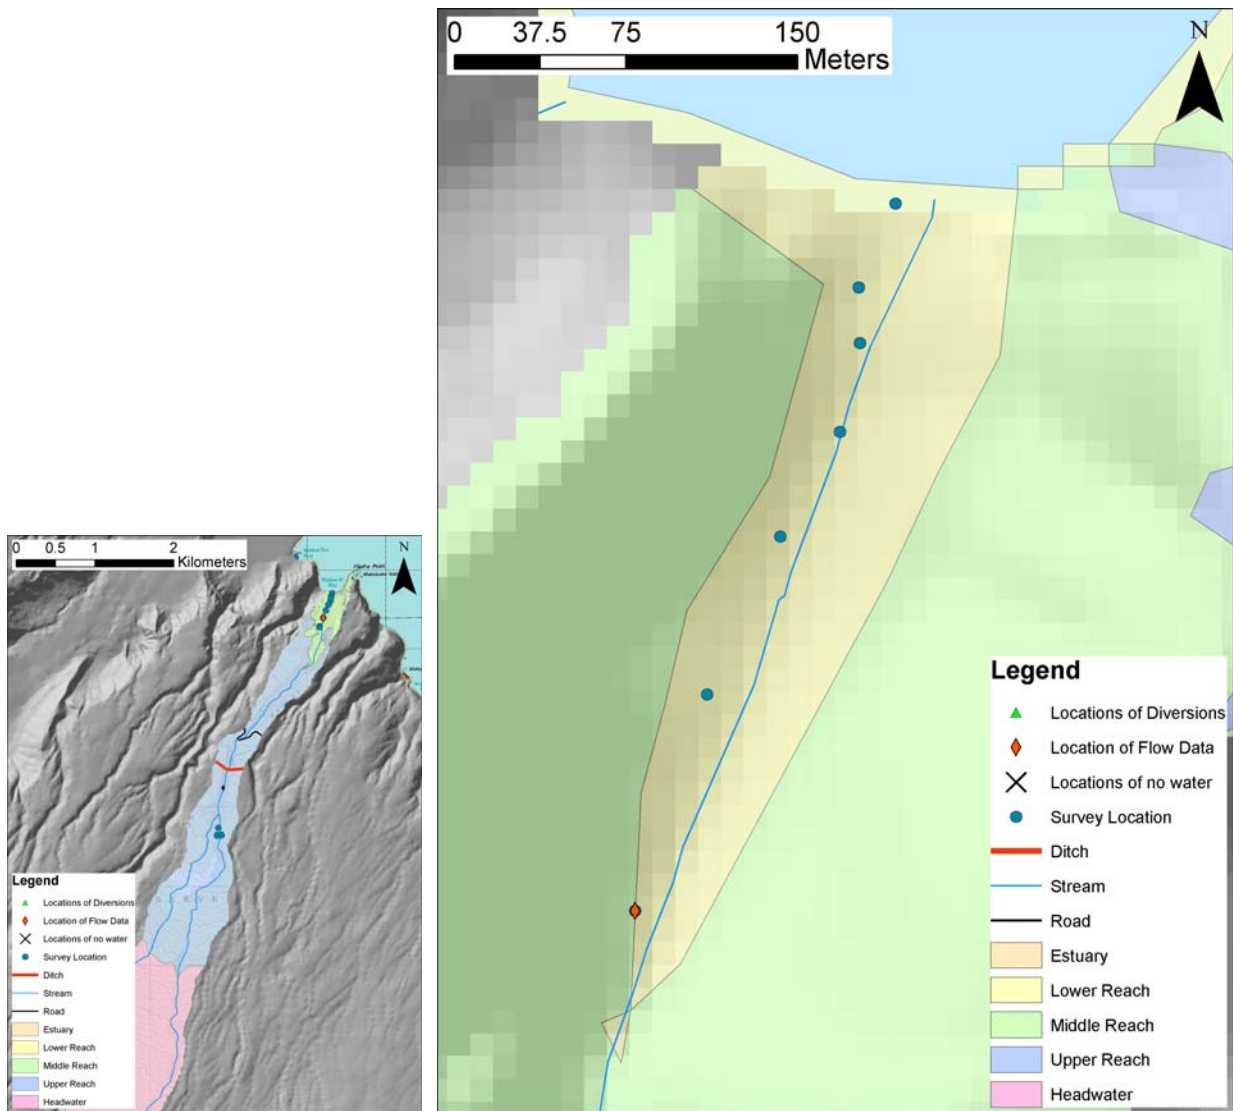 0 37.5 75 150
Meters
N
Legend
Locations of Diversions
Location of Flow Data
Locations of no water
Survey Location
Ditch
Stream
Road
Estuary
Lower Reach
Middle Reach
Upper Reach
Headwater
0 0.5 1 2
Kilometers
N
Legend
Locations of Diversions
Location of Flow Data
Locations of no water
Survey Location
Ditch
Stream
Road
Estuary
Lower Reach
Middle Reach
Upper Reach
Headwater